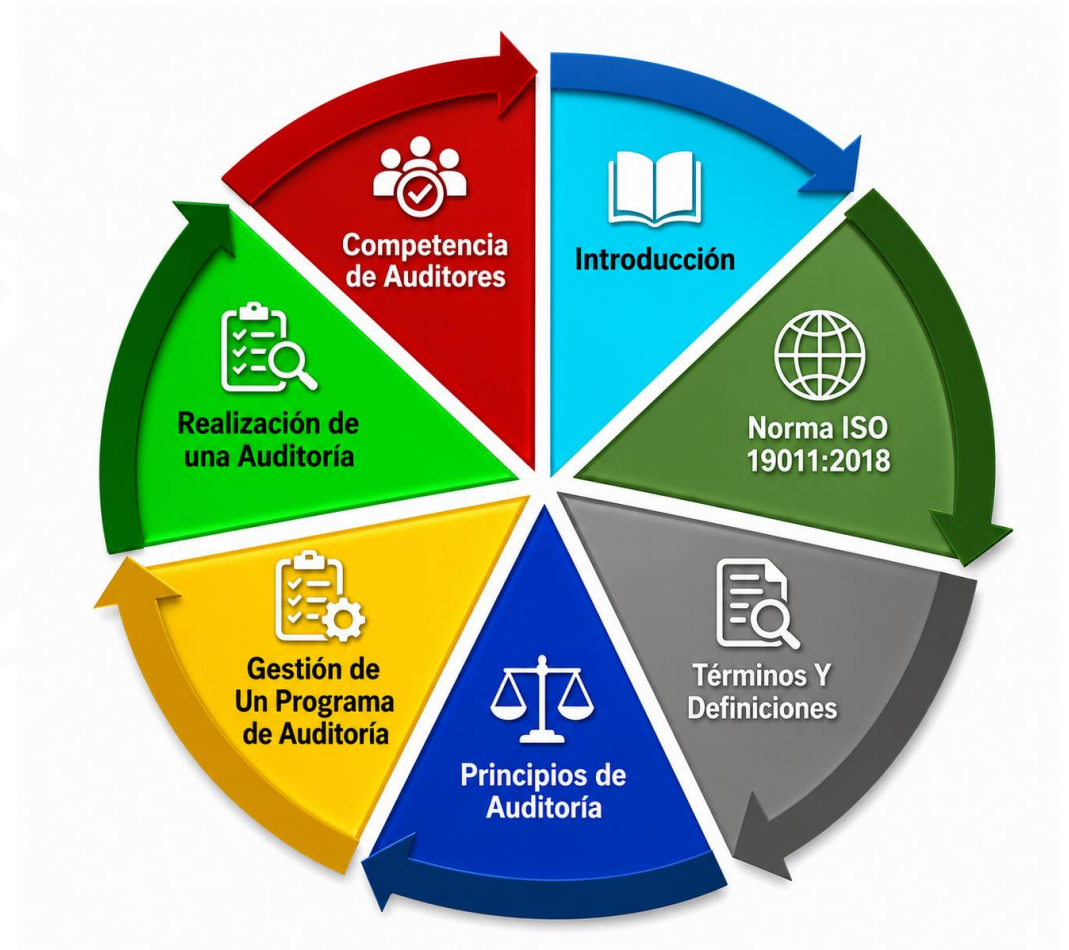 Introducción
Norma ISO
19011:2018
Términos Y
Definiciones
Principios de
Auditoría
Gestión de
Un Programa
de Auditoría
Realización de
una Auditoría
Competencia
de Auditores